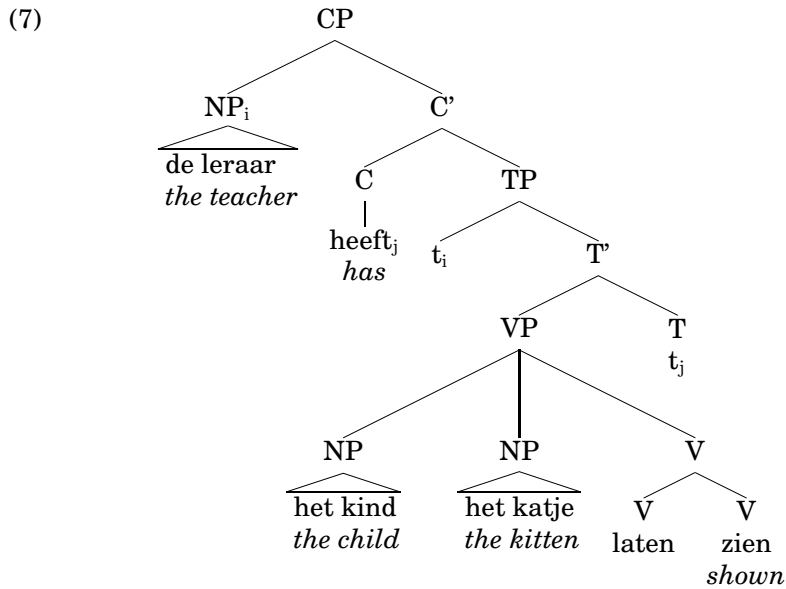 (7) CP
NPi C’
de leraar
the teacher
C TP
heeftj
has
ti T’
VP T
tj
NP NP V
het kind het katje V V
the child the kitten laten zien
shown